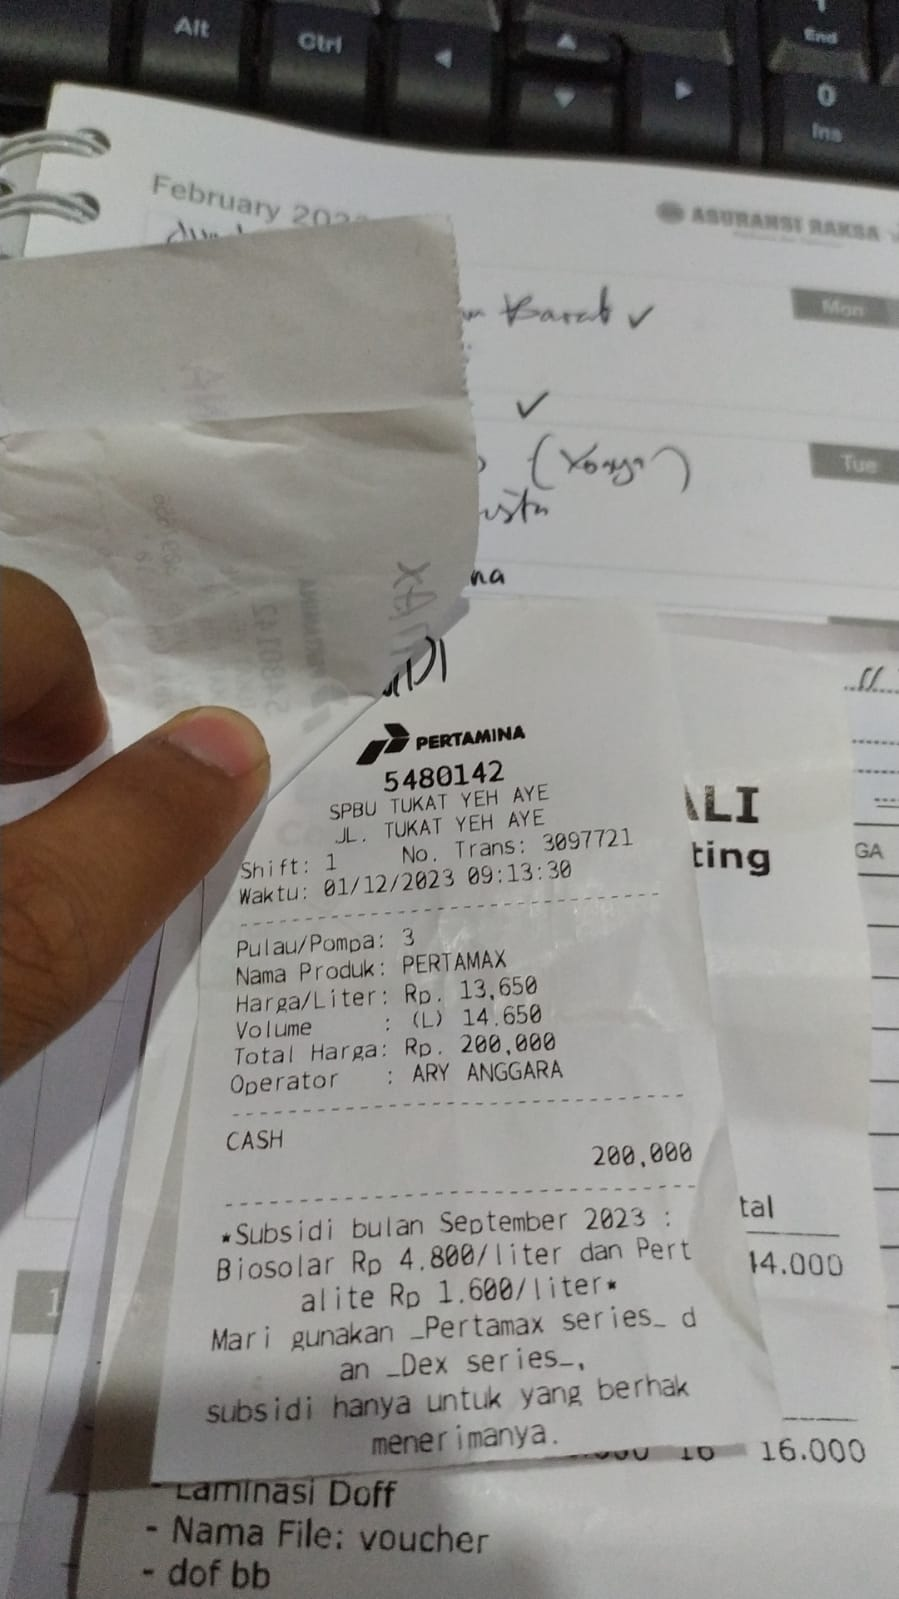 Alt
Ctrl
End
0
Ins
February
ASURANSI RAKSA
Barat ✓
Mon
✓
Tue
na
PERTAMINA
5480142
SPBU TUKAT YEH AYE
JL. TUKAT YEH AYE
Shift: 1 No. Trans: 3097721
Waktu: 01/12/2023 09:13:30
Pulau/Pompa: 3
Nama Produk: PERTAMAX
Harga/Liter: Rp. 13,650
Volume : (L) 14.650
Total Harga: Rp. 200,000
Operator : ARY ANGGARA
CASH
200,000
*Subsidi bulan September 2023 :
Biosolar Rp 4.800/liter dan Pert
alite Rp 1.600/liter*
Mari gunakan _Pertamax series_ d
an _Dex series_,
subsidi hanya untuk yang berhak
menerimanya.
ALI
ting
GA
tal
14.000
16 16.000
- Laminasi Doff
- Nama File: voucher
- dof bb
1